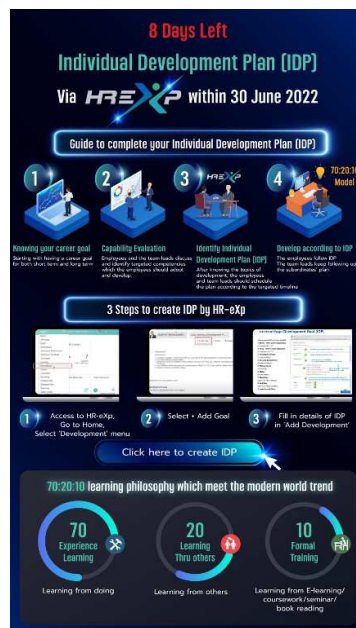 8 Days Left
Individual Development Plan (IDP)
Via HREXP within 30 June 2022
Guide to complete your Individual Development Plan (IDP)
1
2
3
HREXP
4
70:20:10
Model
Knowing your career goal
Starting with having a career goal
for both short term and long term
Capability Evaluation
Employees and the team leads discuss
and identify targeted competencies
which the employees should adopt
and develop.
Identify Individual
Development Plan (IDP)
After knowing the topics of
development, the employees
and team leads should schedule
the plan according to the targeted timeline
Develop according to IDP
The employees follow IDP
The team leads keep following up
the subordinates' plan
3 Steps to create IDP by HR-eXp
1
Access to HR-eXp,
Go to Home,
Select 'Development' menu
2
Select + Add Goal
3
Fill in details of IDP
in 'Add Development'
Click here to create IDP
70:20:10 learning philosophy which meet the modern world trend
70
Experience
Learning
Learning from doing
20
Learning
Thru others
Learning from others
10
Formal
Training
Learning from E-learning/
coursework/seminar/
book reading